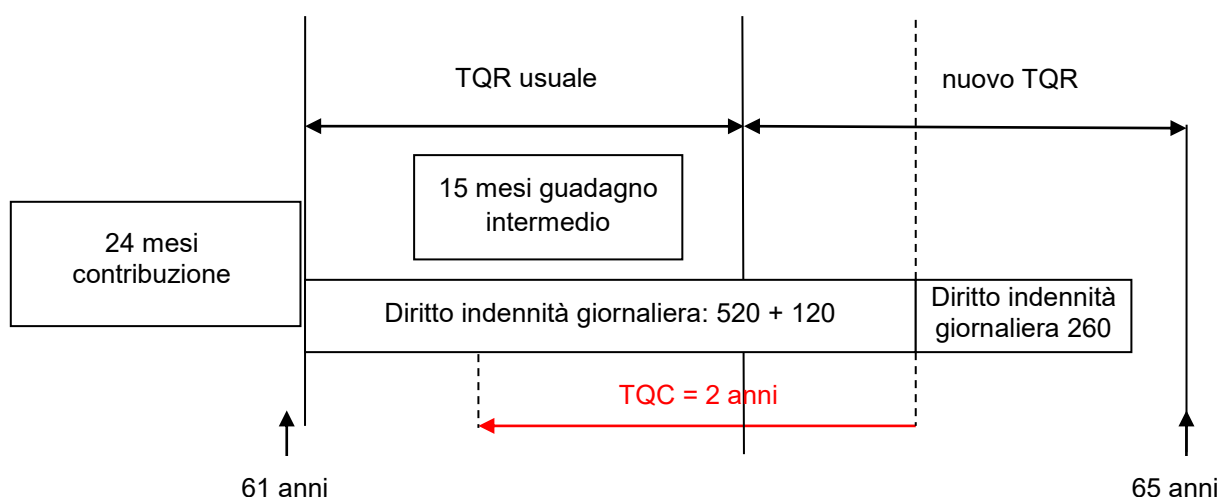 TQR usuale
nuovo TQR
15 mesi guadagno
intermedio
24 mesi
contribuzione
Diritto indennità giornaliera: 520 + 120
Diritto indennità
giornaliera 260
TQC = 2 anni
61 anni
65 anni